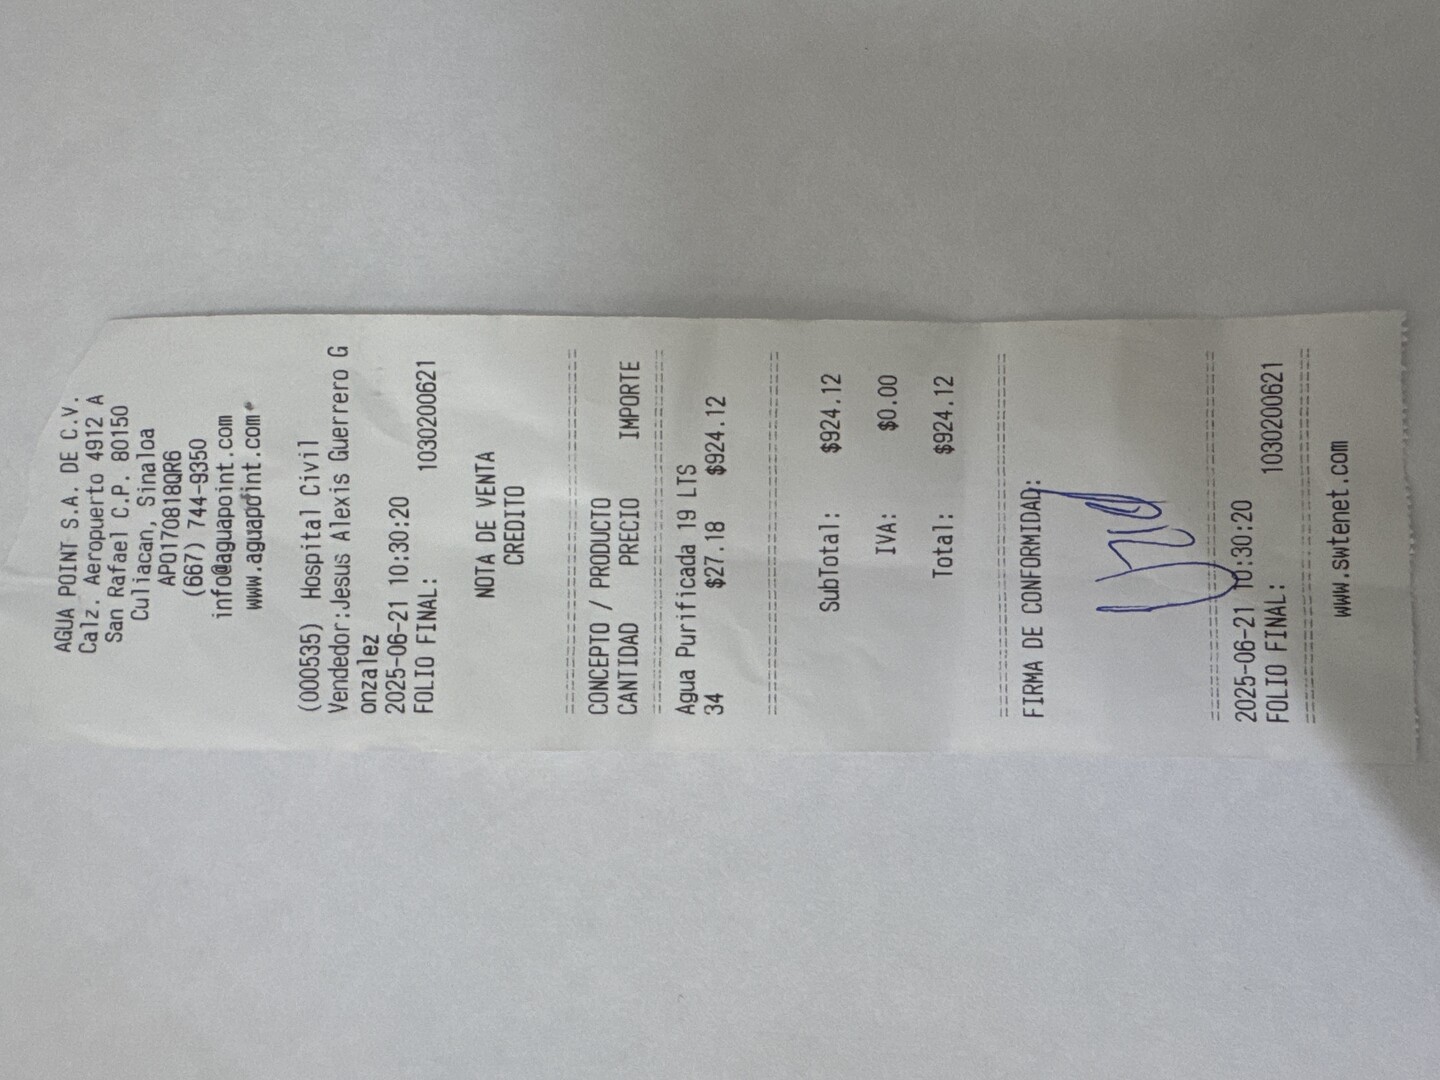 AGUA POINT S.A. DE C.V.
Calz. Aeropuerto 4912 A
San Rafael C.P. 80150
Culiacan, Sinaloa
APO170818QR6
(667) 744-9350
info@aguapoint.com
www.aguapoint.com
(000535) Hospital Civil
Vendedor:Jesus Alexis Guerrero G
onzalez
2025-06-21 10:30:20
FOLIO FINAL: 1030200621
NOTA DE VENTA
CREDITO
CONCEPTO / PRODUCTO
CANTIDAD PRECIO IMPORTE
Agua Purificada 19 LTS
34 $27.18 $924.12
SubTotal: $924.12
IVA: $0.00
Total: $924.12
FIRMA DE CONFORMIDAD:
2025-06-21 10:30:20
FOLIO FINAL: 1030200621
www.swtenet.com